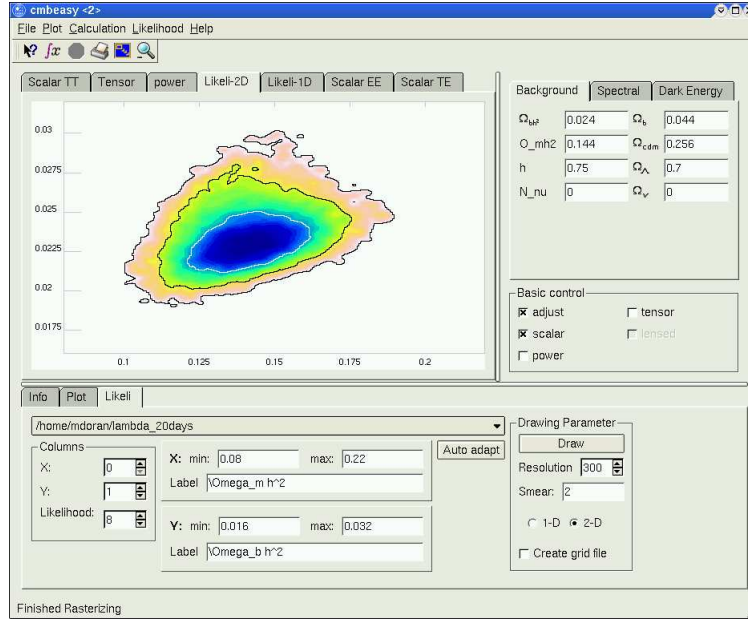 cmbeasy <2>
File Plot Calculation Likelihood Help
Scalar TT Tensor power Likeli-2D Likeli-1D Scalar EE Scalar TE
0.03
0.0275
0.025
0.0225
0.02
0.0175
0.1 0.125 0.15 0.175 0.2
Background Spectral Dark Energy
Ωbh² 0.024 Ωb 0.044
O_mh2 0.144 Ωcdm 0.256
h 0.75 ΩΛ 0.7
N_nu 0 Ων 0
Basic control
adjust tensor
scalar lensed
power
Info Plot Likeli
/home/mdoran/lambda_20days
Auto adapt
Columns
X: 0
Y: 1
Likelihood: 8
X: min: 0.08 max: 0.22
Label \Omega_m h^2
Y: min: 0.016 max: 0.032
Label \Omega_b h^2
Drawing Parameter
Draw
Resolution 300
Smear: 2
1-D 2-D
Create grid file
Finished Rasterizing